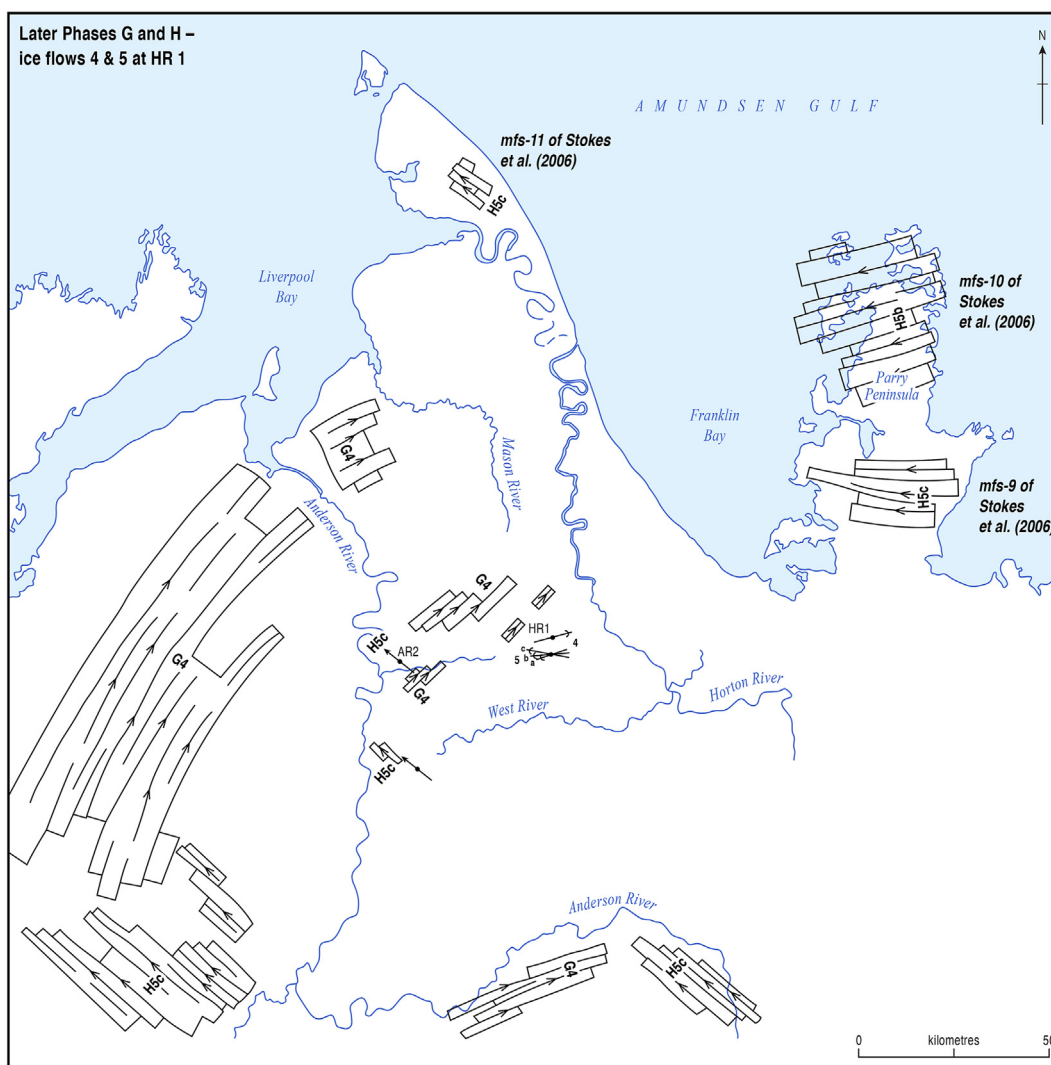 Later Phases G and H –
ice flows 4 & 5 at HR 1
N
A M U N D S E N G U L F
mfs-11 of Stokes
et al. (2006)
H5c
Liverpool
Bay
mfs-10 of
Stokes
et al. (2006)
H5b
Parry
Peninsula
Franklin
Bay
G4
Mason River
mfs-9 of
Stokes
et al. (2006)
H5c
Anderson River
G4
HR1
4
c
5 b
a
H5c
AR2
G4
G4
West River
Horton River
H5c
Anderson River
G4
H5c
H5c
0 kilometres 50